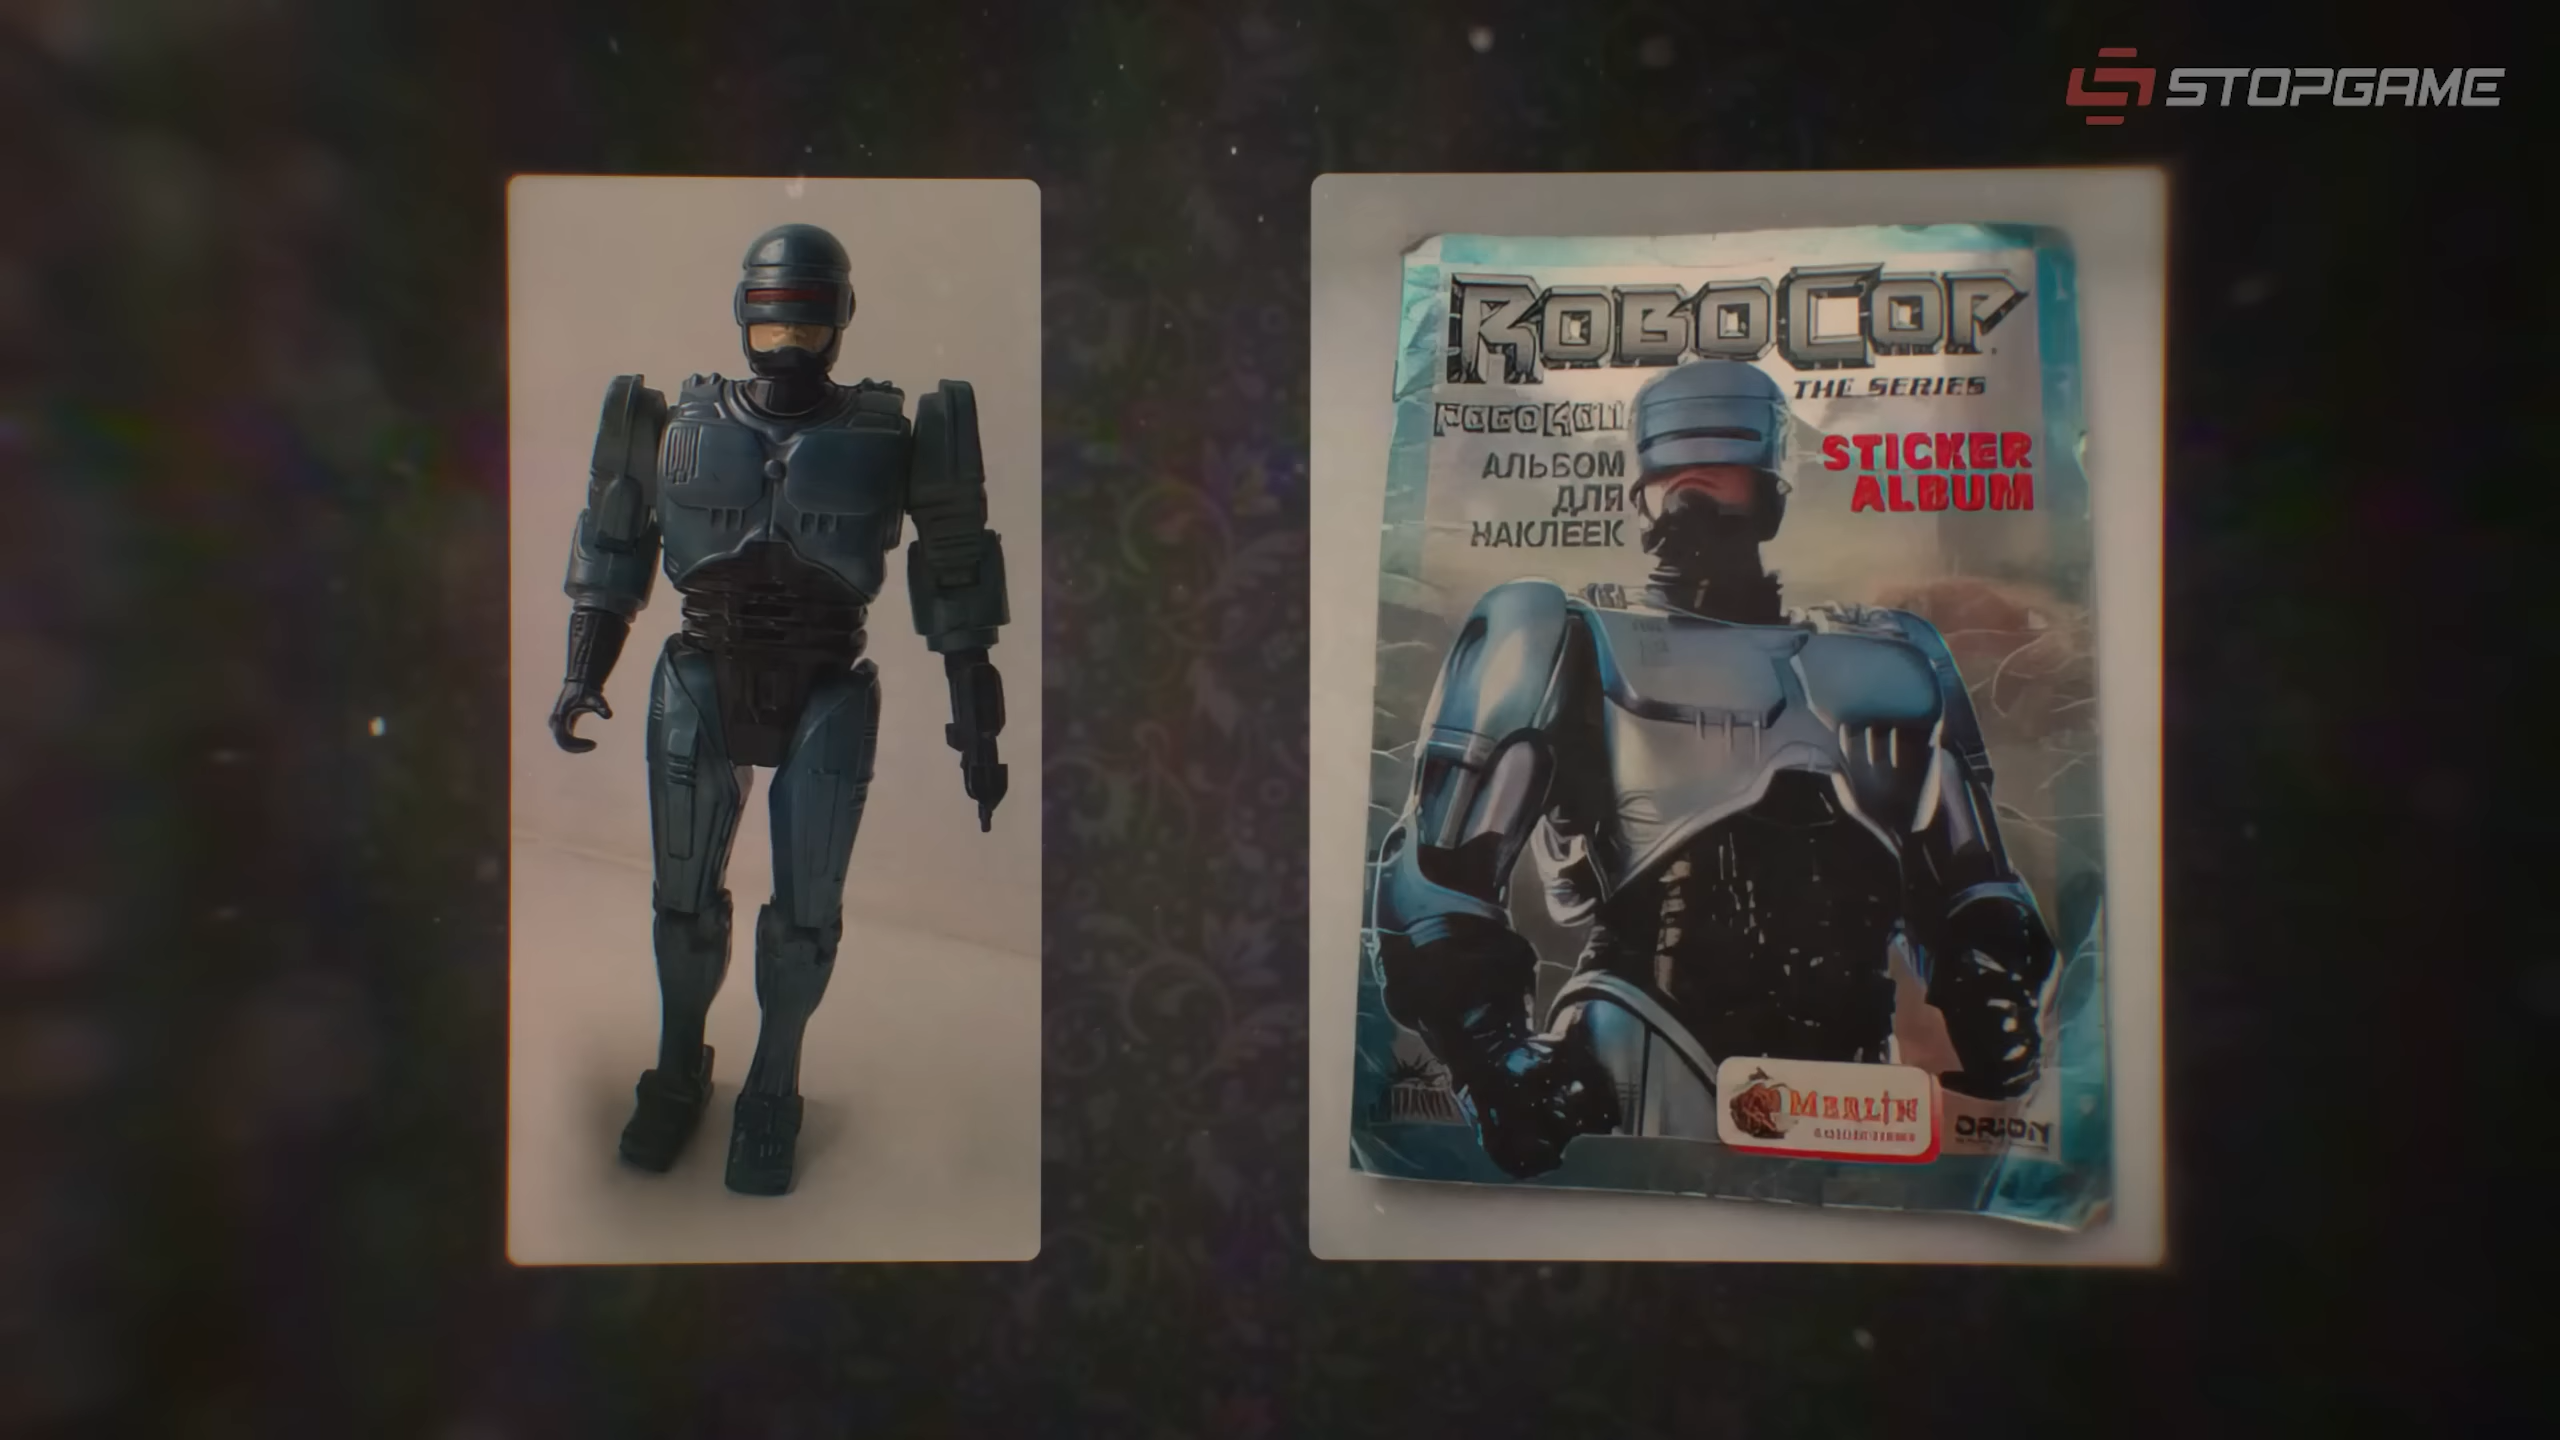 STOPGAME
ROBOCOP
THE SERIES
РОБОКОП
АЛЬБОМ
ДЛЯ
НАКЛЕЕК
STICKER
ALBUM
MERLIN
ORION